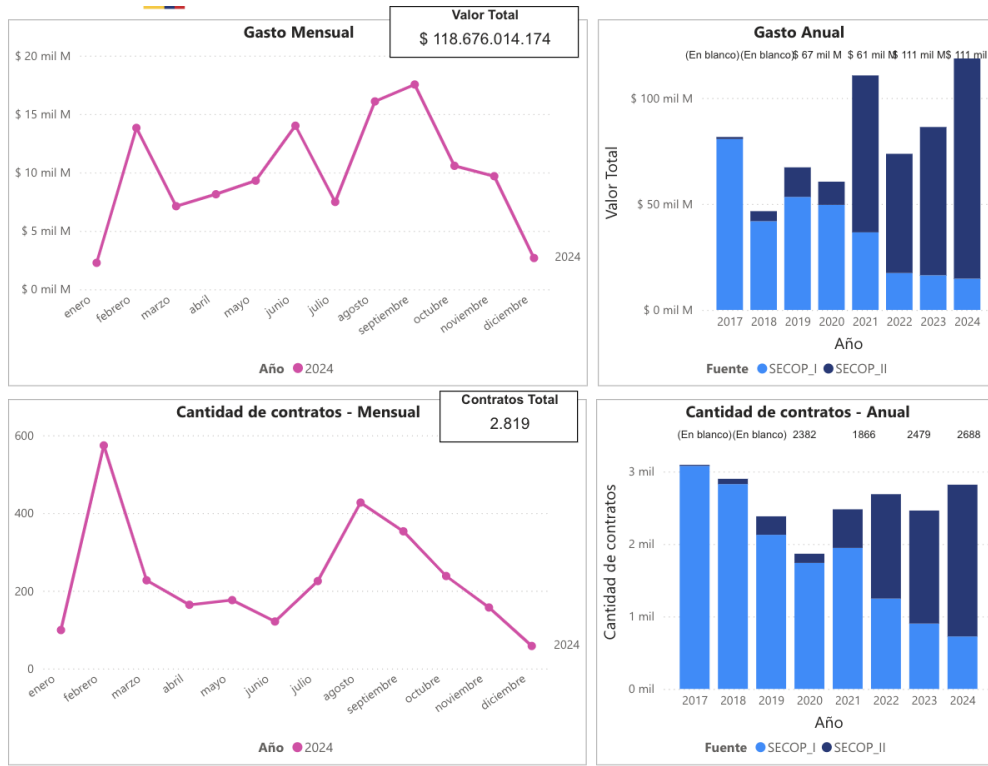 Gasto Mensual
Valor Total
$ 118.676.014.174
$ 20 mil M
$ 15 mil M
$ 10 mil M
$ 5 mil M
$ 0 mil M
2024
enero
febrero
marzo
abril
mayo
junio
julio
agosto
septiembre
octubre
noviembre
diciembre
Año 2024
Gasto Anual
(En blanco) (En blanco) $ 67 mil M $ 61 mil M $ 111 mil M $ 111 mil
$ 100 mil M
$ 50 mil M
$ 0 mil M
Valor Total
2017 2018 2019 2020 2021 2022 2023 2024
Año
Fuente SECOP_I SECOP_II
Cantidad de contratos - Mensual
Contratos Total
2.819
600
400
200
0
2024
enero
febrero
marzo
abril
mayo
junio
julio
agosto
septiembre
octubre
noviembre
diciembre
Año 2024
Cantidad de contratos - Anual
(En blanco) (En blanco) 2382 1866 2479 2688
3 mil
2 mil
1 mil
0 mil
Cantidad de contratos
2017 2018 2019 2020 2021 2022 2023 2024
Año
Fuente SECOP_I SECOP_II